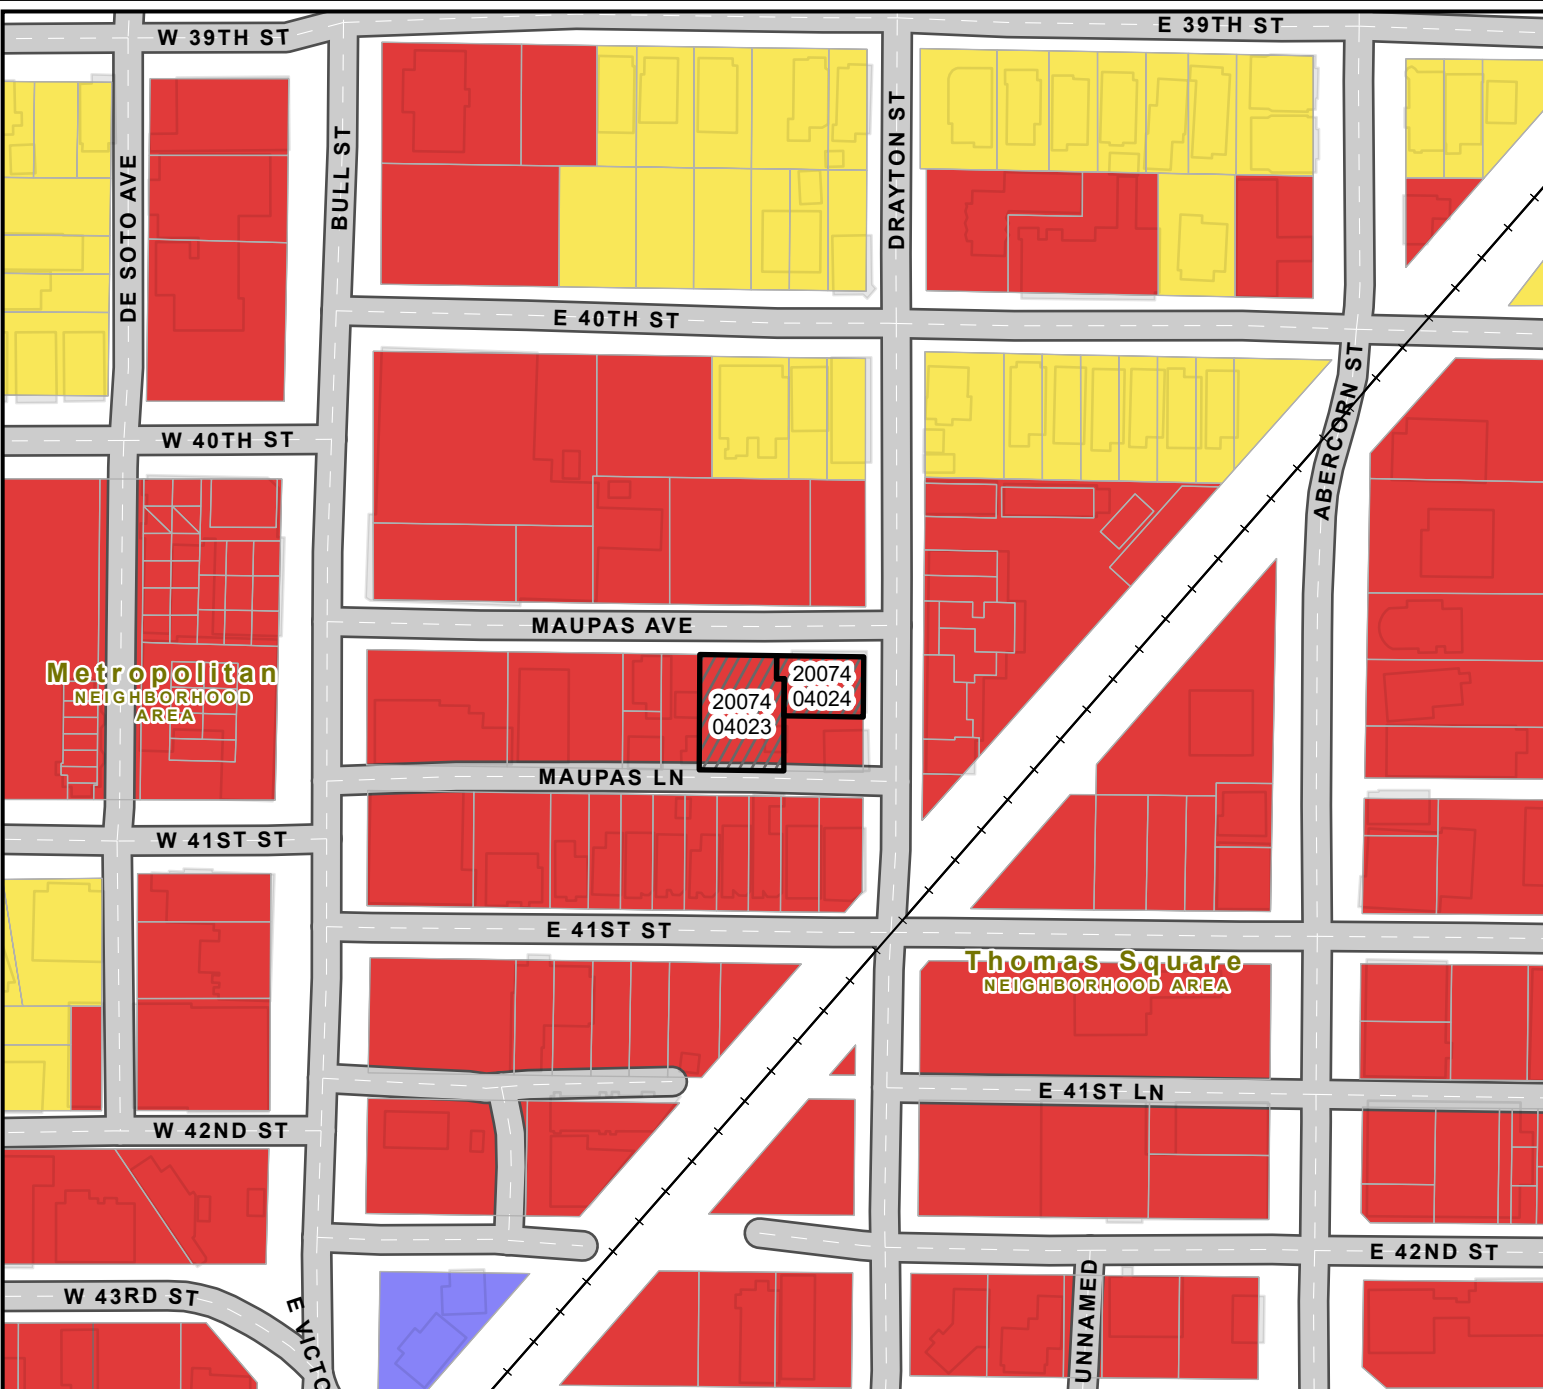 W 39TH ST
E 39TH ST
DE SOTO AVE
BULL ST
DRAYTON ST
E 40TH ST
ABERCORN ST
W 40TH ST
MAUPAS AVE
Metropolitan
NEIGHBORHOOD
AREA
20074
04023
20074
04024
MAUPAS LN
W 41ST ST
E 41ST ST
Thomas Square
NEIGHBORHOOD AREA
E 41ST LN
W 42ND ST
E 42ND ST
W 43RD ST
E VICTO
UNNAMED